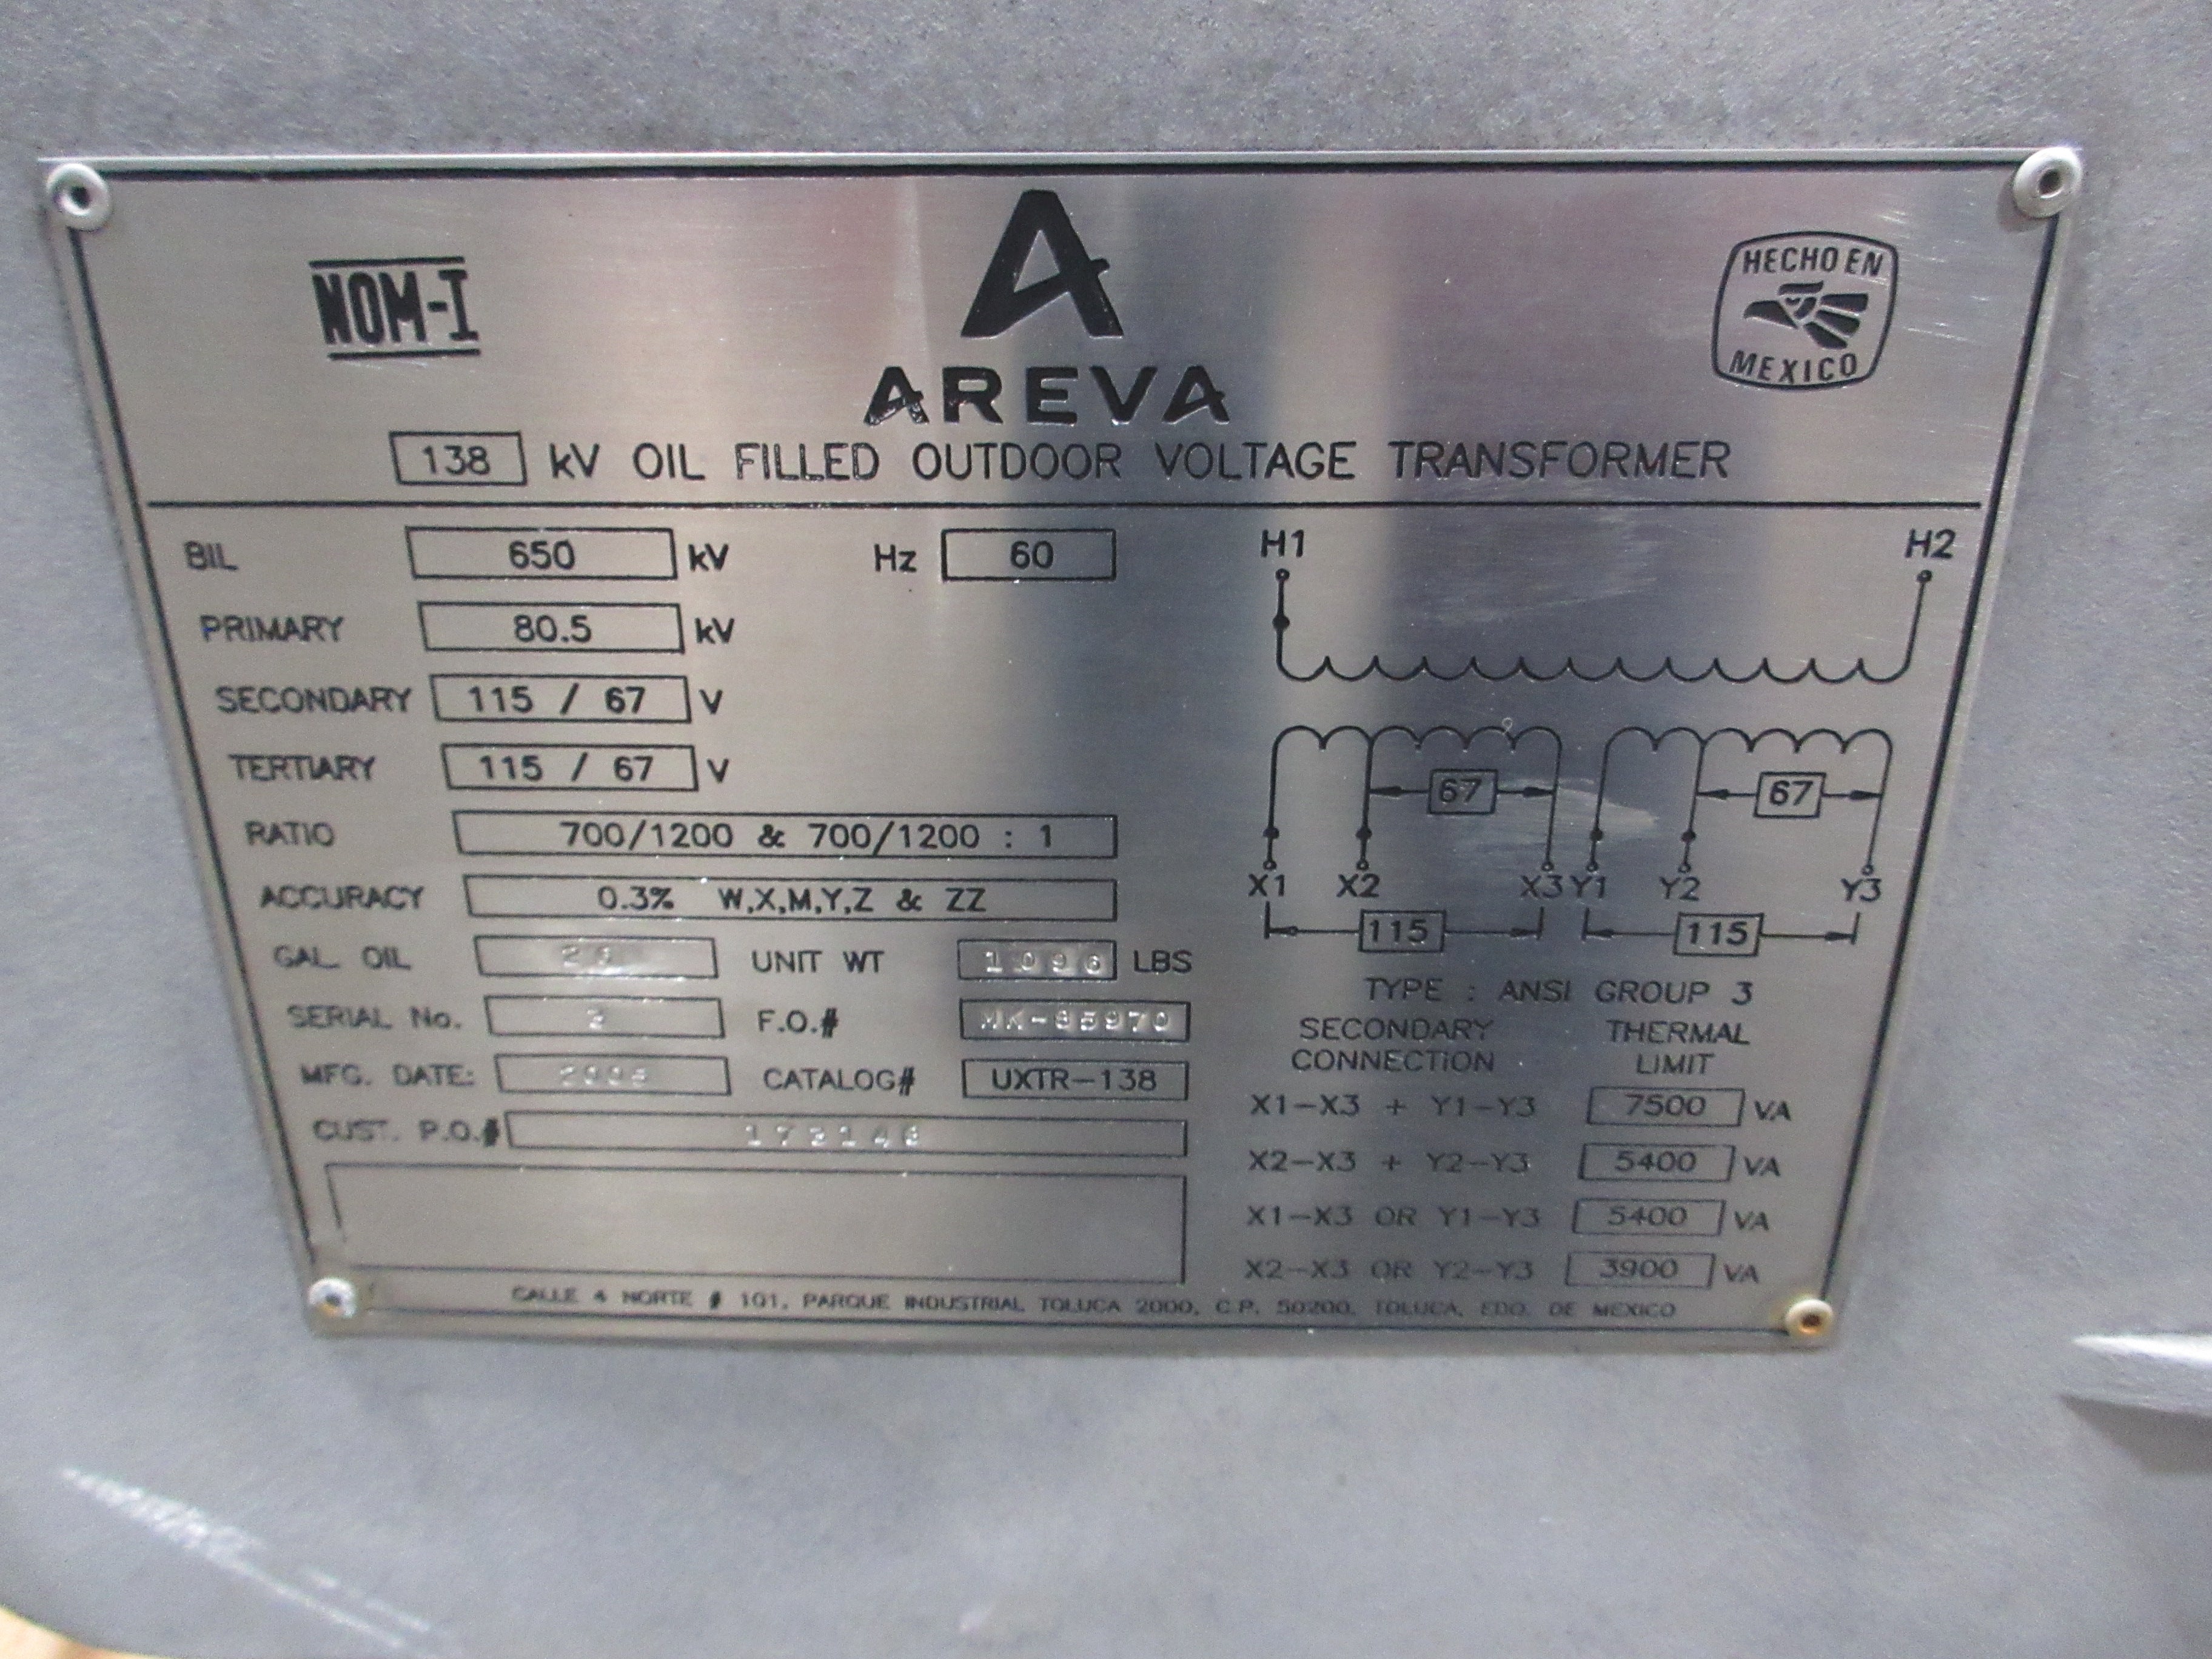 NOM-I
HECHO EN
MEXICO
A
AREVA
138 kV OIL FILLED OUTDOOR VOLTAGE TRANSFORMER
BIL 650 kV Hz 60
PRIMARY 80.5 kV
SECONDARY 115 / 67 V
TERTIARY 115 / 67 V
RATIO 700/1200 & 700/1200 : 1
ACCURACY 0.3% W,X,M,Y,Z & ZZ
GAL. OIL UNIT WT 1096 LBS
SERIAL No. 3 F.O.# MK-85970
MFG. DATE: CATALOG# UXTR-138
CUST. P.O.#
H1 H2
67 67
X1 X2 X3 Y1 Y2 Y3
115 115
TYPE : ANSI GROUP 3
SECONDARY CONNECTION THERMAL LIMIT
X1-X3 + Y1-Y3 7500 VA
X2-X3 + Y2-Y3 5400 VA
X1-X3 OR Y1-Y3 5400 VA
X2-X3 OR Y2-Y3 3900 VA
CALLE 4 NORTE # 101, PARQUE INDUSTRIAL TOLUCA 2000, C.P. 50200, TOLUCA, EDO. DE MEXICO